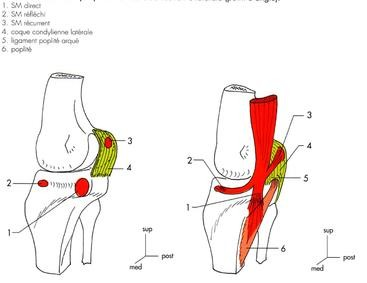 1. SM direct
2. SM réfléchi
3. SM récurrent
4. coque condylienne latérale
5. ligament poplité arqué
6. poplité
3
4
2
1
sup
post
med
3
4
2
5
1
6
sup
post
med